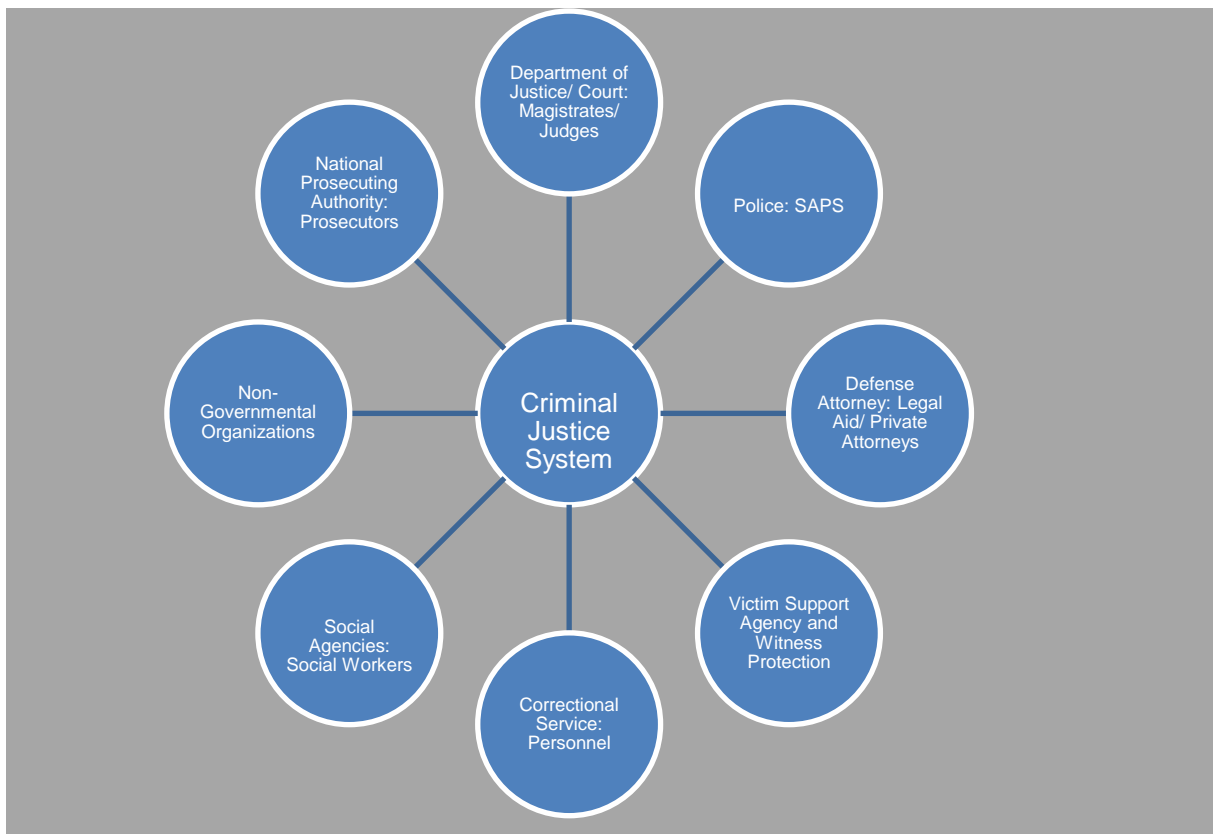 Department of
Justice/ Court:
Magistrates/
Judges
National
Prosecuting
Authority:
Prosecutors
Police: SAPS
Non-
Governmental
Organizations
Criminal
Justice
System
Defense
Attorney: Legal
Aid/ Private
Attorneys
Social
Agencies:
Social Workers
Victim Support
Agency and
Witness
Protection
Correctional
Service:
Personnel